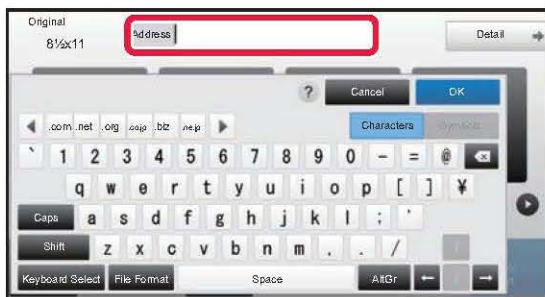 Original
8½x11
Address
Detail
?
Cancel
OK
.com .net .org .co.jp .biz .ne.jp
Characters
Symbols
` 1 2 3 4 5 6 7 8 9 0 - = @
q w e r t y u i o p [ ] ¥
Caps a s d f g h j k l ; '
Shift z x c v b n m , . /
Keyboard Select File Format Space AltGr